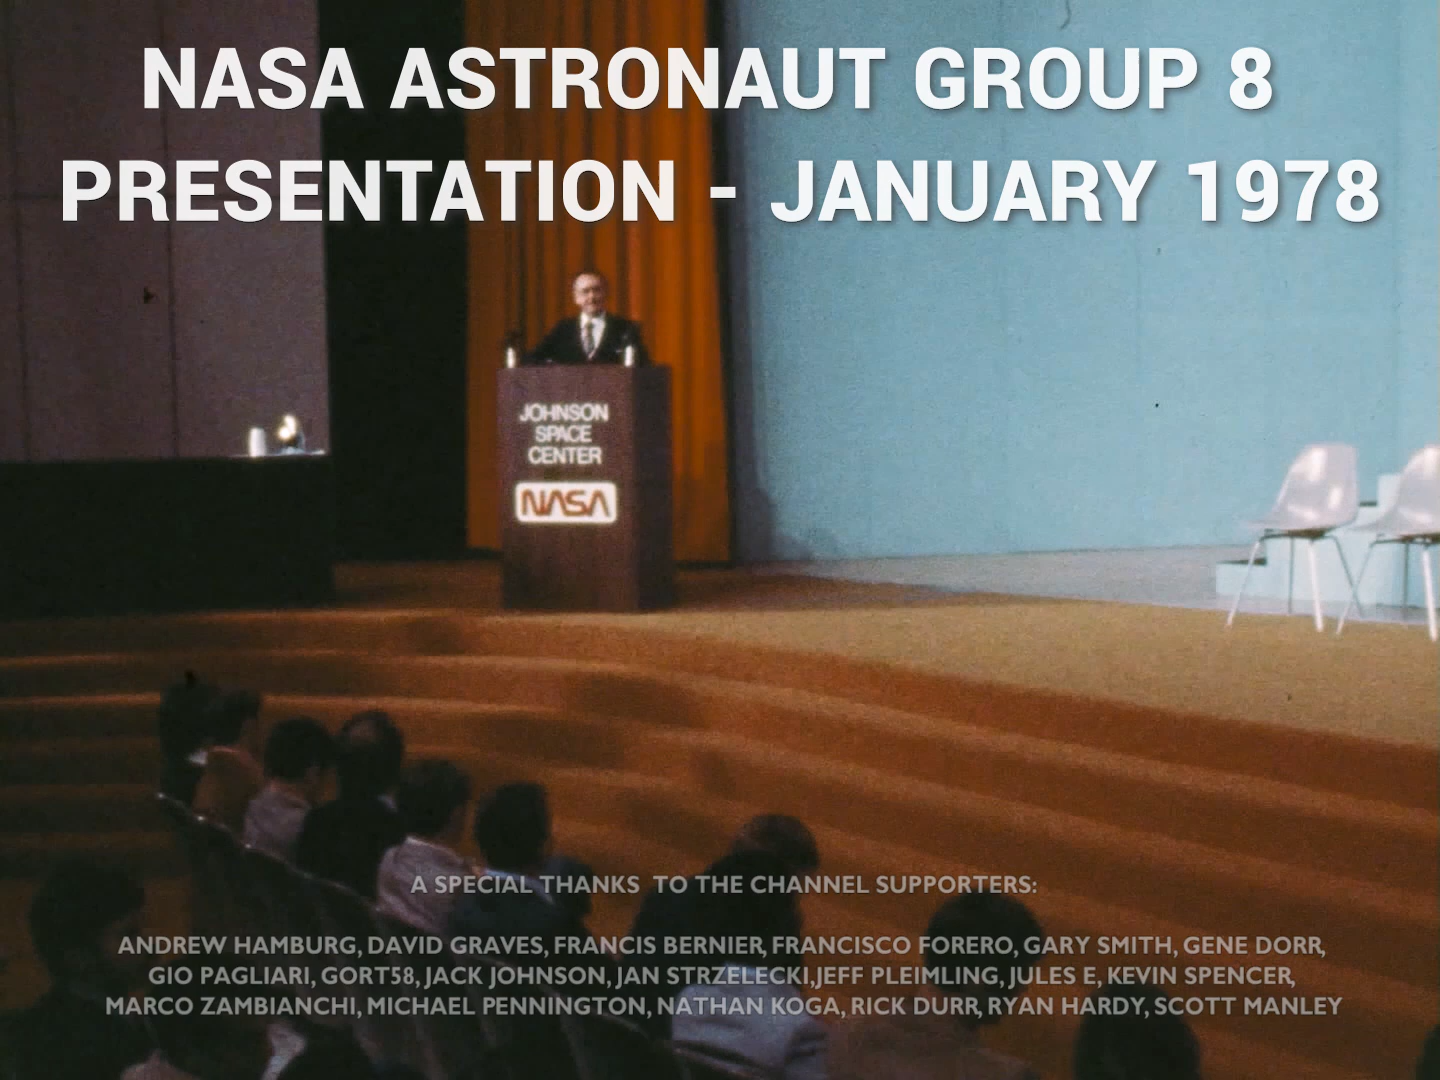 NASA ASTRONAUT GROUP 8
PRESENTATION - JANUARY 1978
JOHNSON
SPACE
CENTER
NASA
A SPECIAL THANKS TO THE CHANNEL SUPPORTERS:
ANDREW HAMBURG, DAVID GRAVES, FRANCIS BERNIER, FRANCISCO FORERO, GARY SMITH, GENE DORR,
GIO PAGLIARI, GORT58, JACK JOHNSON, JAN STRZELECKI,JEFF PLEIMLING, JULES E, KEVIN SPENCER,
MARCO ZAMBIANCHI, MICHAEL PENNINGTON, NATHAN KOGA, RICK DURR, RYAN HARDY, SCOTT MANLEY